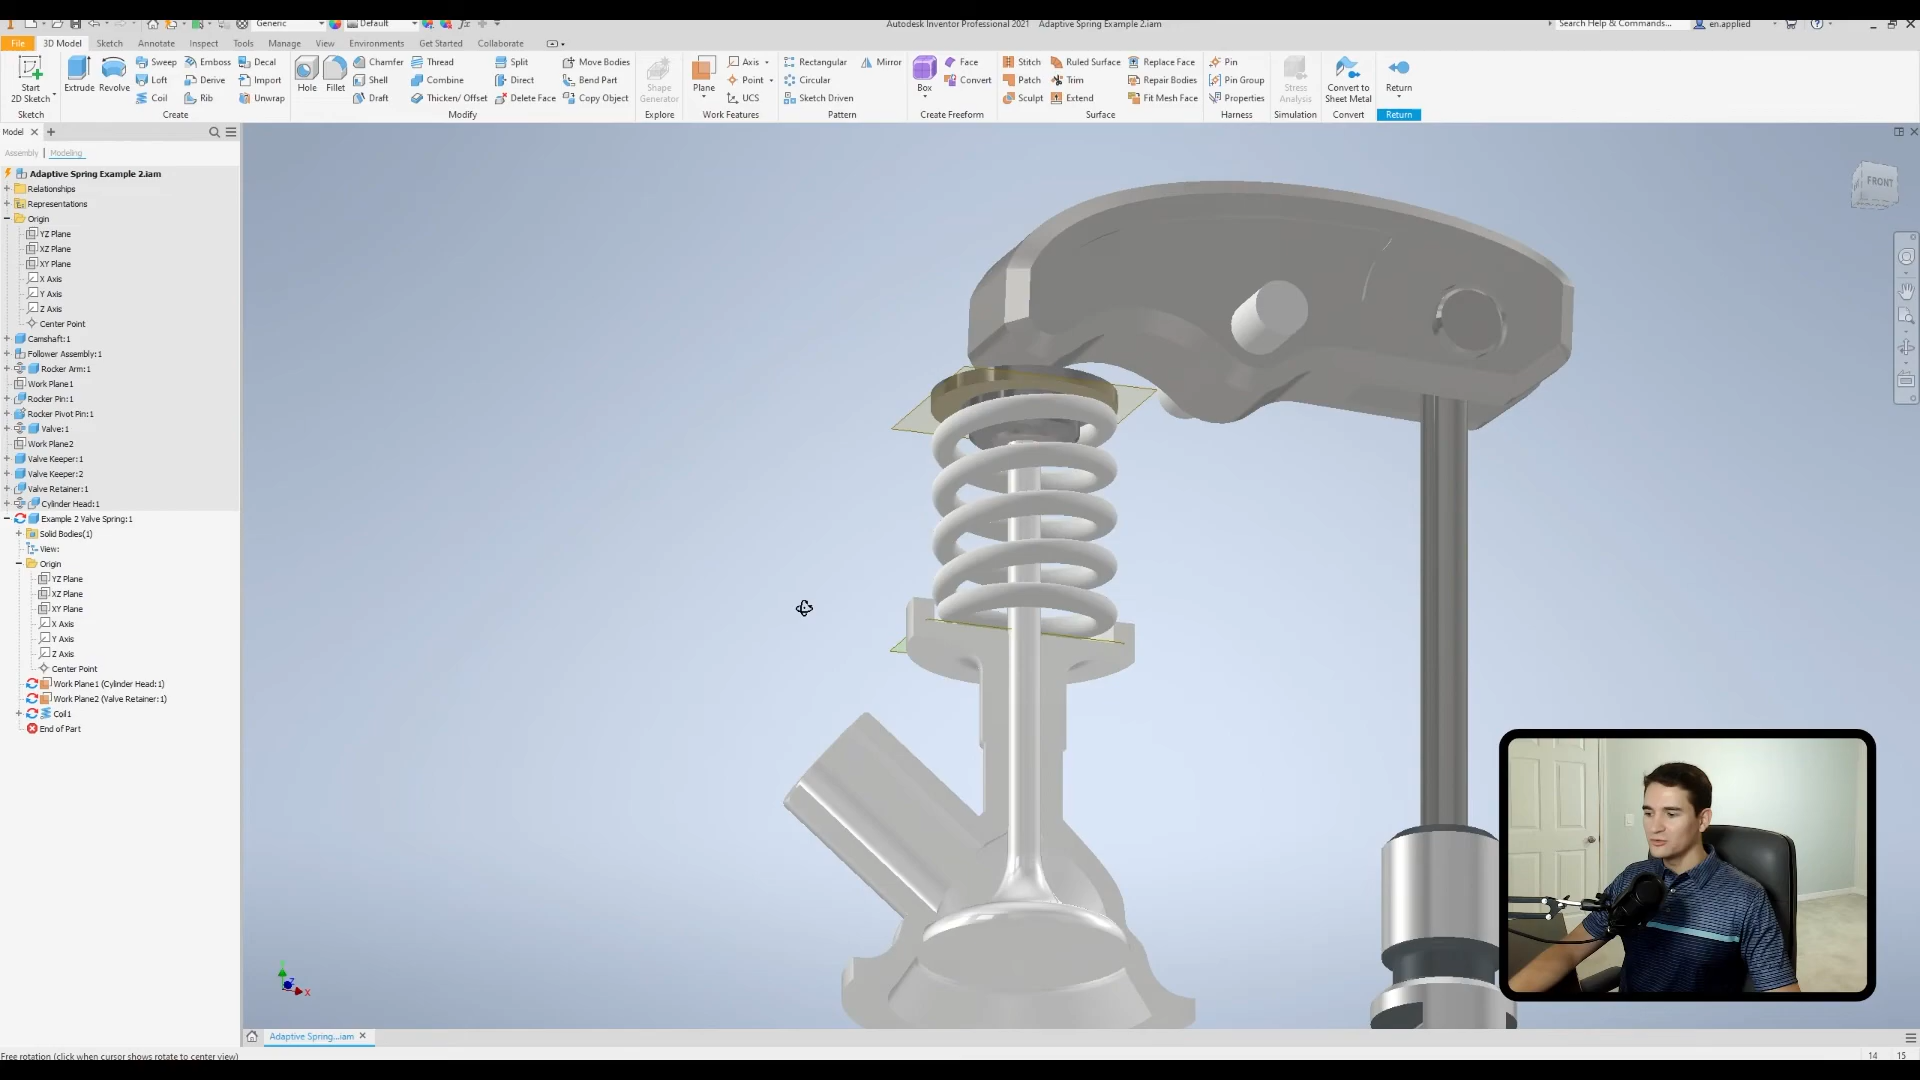 Generic
Default
Autodesk Inventor Professional 2021 Adaptive Spring Example 2.iam
Search Help & Commands...
en.applied
File 3D Model Sketch Annotate Inspect Tools Manage View Environments Get Started Collaborate
Start
2D Sketch
Sketch
Extrude
Revolve
Sweep Emboss Decal
Loft Derive Import
Coil Rib Unwrap
Create
Hole
Fillet
Chamfer Thread Split Move Bodies
Shell Combine Direct Bend Part
Draft Thicken/ Offset Delete Face Copy Object
Modify
Shape
Generator
Explore
Plane
Axis
Point
UCS
Work Features
Rectangular Mirror
Circular
Sketch Driven
Pattern
Box
Face
Convert
Create Freeform
Stitch Ruled Surface Replace Face
Patch Trim Repair Bodies
Sculpt Extend Fit Mesh Face
Surface
Pin
Pin Group
Properties
Harness
Stress
Analysis
Simulation
Convert to
Sheet Metal
Convert
Return
Return
Model
Assembly | Modeling
Adaptive Spring Example 2.iam
Relationships
Representations
Origin
YZ Plane
XZ Plane
XY Plane
X Axis
Y Axis
Z Axis
Center Point
Camshaft:1
Follower Assembly:1
Rocker Arm:1
Work Plane1
Rocker Pin:1
Rocker Pivot Pin:1
Valve:1
Work Plane2
Valve Keeper:1
Valve Keeper:2
Valve Retainer:1
Cylinder Head:1
Example 2 Valve Spring:1
Solid Bodies(1)
View:
Origin
YZ Plane
XZ Plane
XY Plane
X Axis
Y Axis
Z Axis
Center Point
Work Plane1 (Cylinder Head:1)
Work Plane2 (Valve Retainer:1)
Coil1
End of Part
FRONT
X
Adaptive Spring...iam
Free rotation (click when cursor shows rotate to center view)
14 15